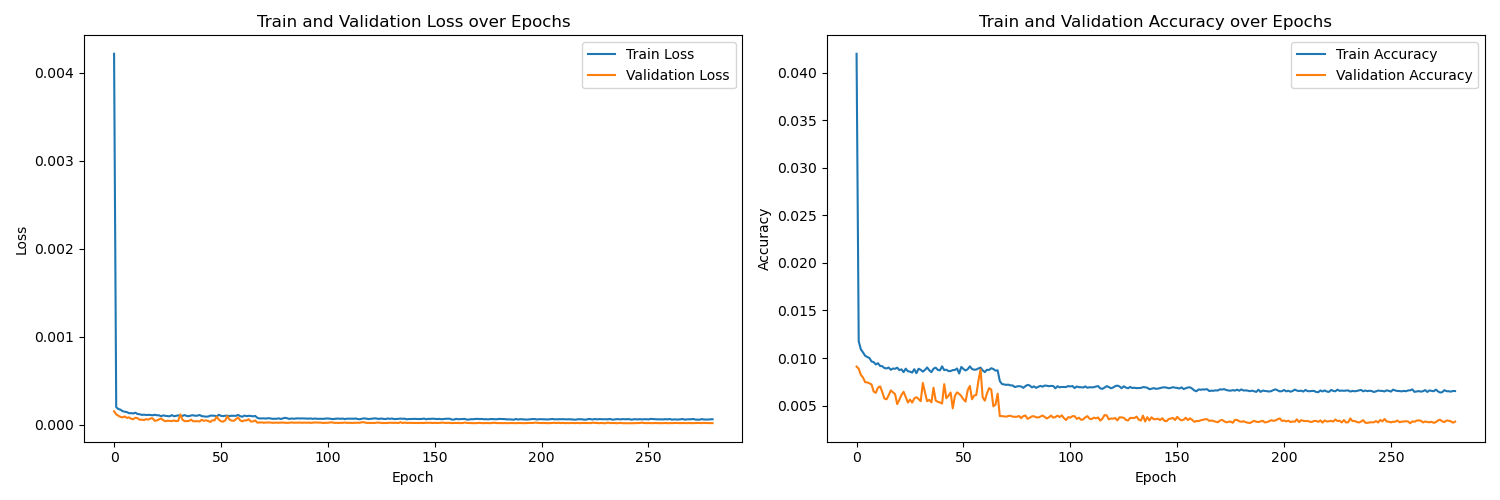 Train and Validation Loss over Epochs
Train Loss
Validation Loss
0.004
0.003
0.002
0.001
0.000
Loss
0
50
100
150
200
250
Epoch
Train and Validation Accuracy over Epochs
Train Accuracy
Validation Accuracy
0.040
0.035
0.030
0.025
0.020
0.015
0.010
0.005
Accuracy
0
50
100
150
200
250
Epoch